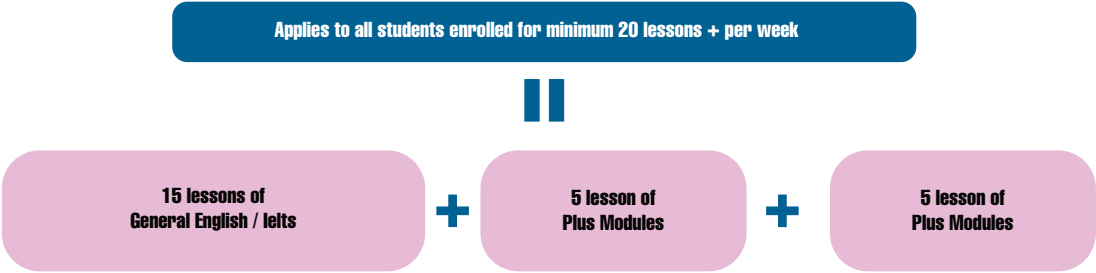 Applies to all students enrolled for minimum 20 lessons + per week
=
15 lessons of
General English / Ielts
+
5 lesson of
Plus Modules
+
5 lesson of
Plus Modules